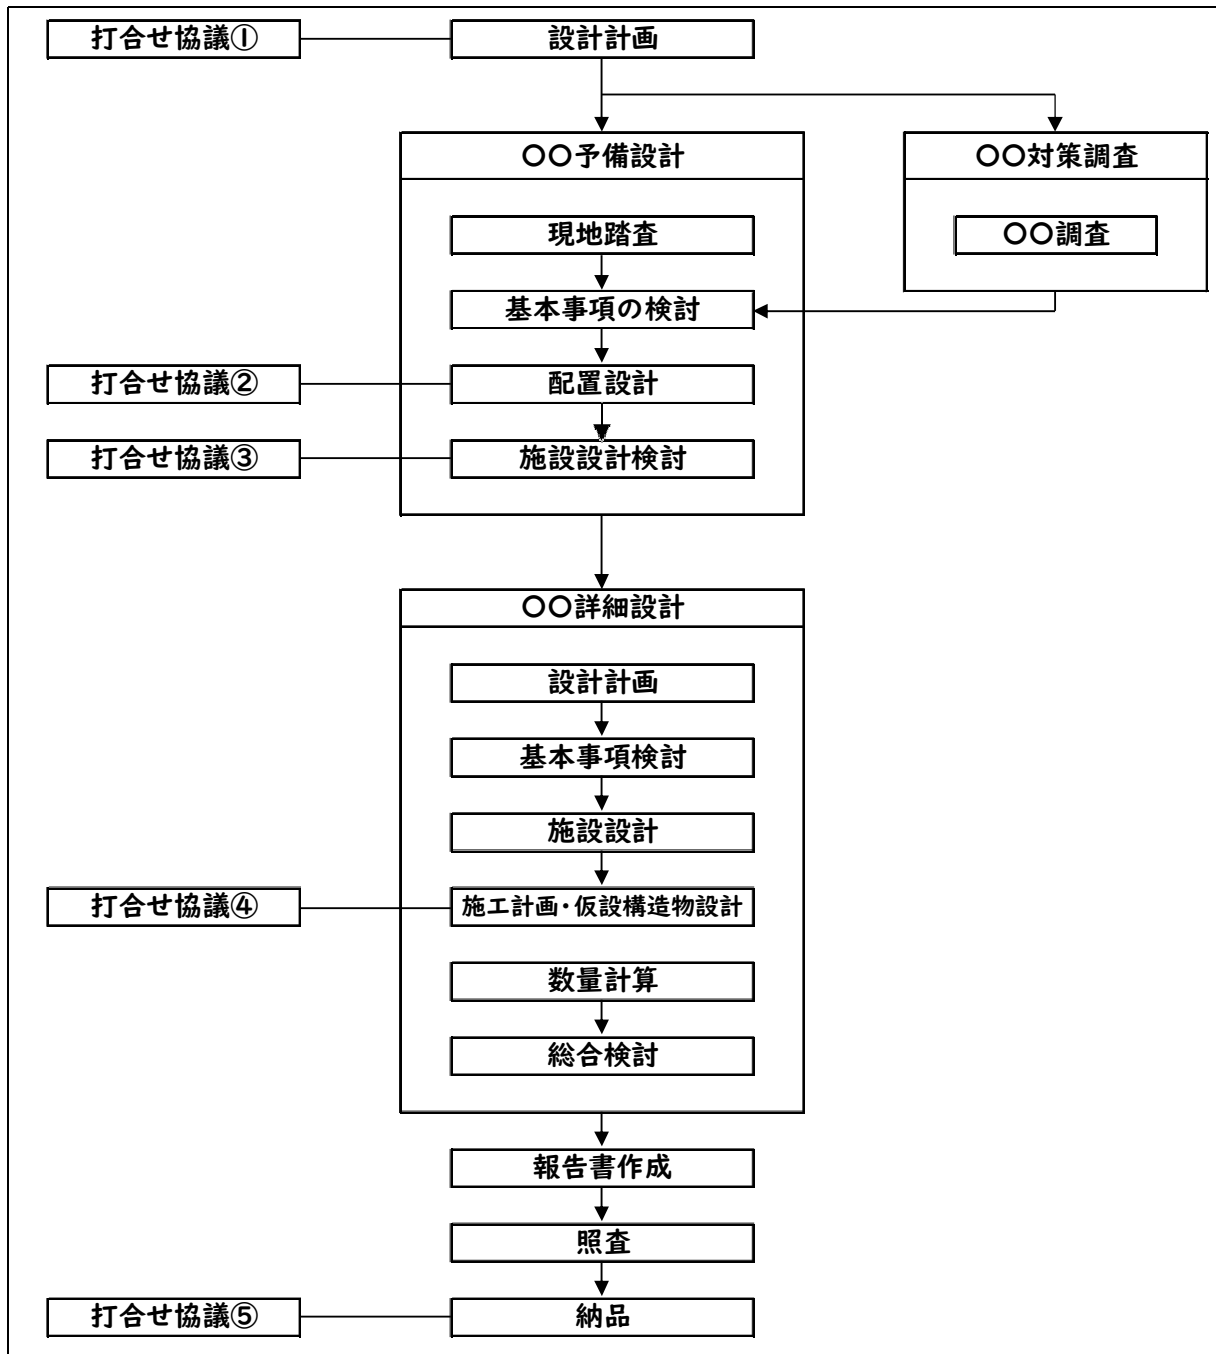 打合せ協議①
設計計画
〇〇予備設計
〇〇対策調査
現地踏査
〇〇調査
基本事項の検討
打合せ協議②
配置設計
打合せ協議③
施設設計検討
〇〇詳細設計
設計計画
基本事項検討
施設設計
打合せ協議④
施工計画・仮設構造物設計
数量計算
総合検討
報告書作成
照査
打合せ協議⑤
納品